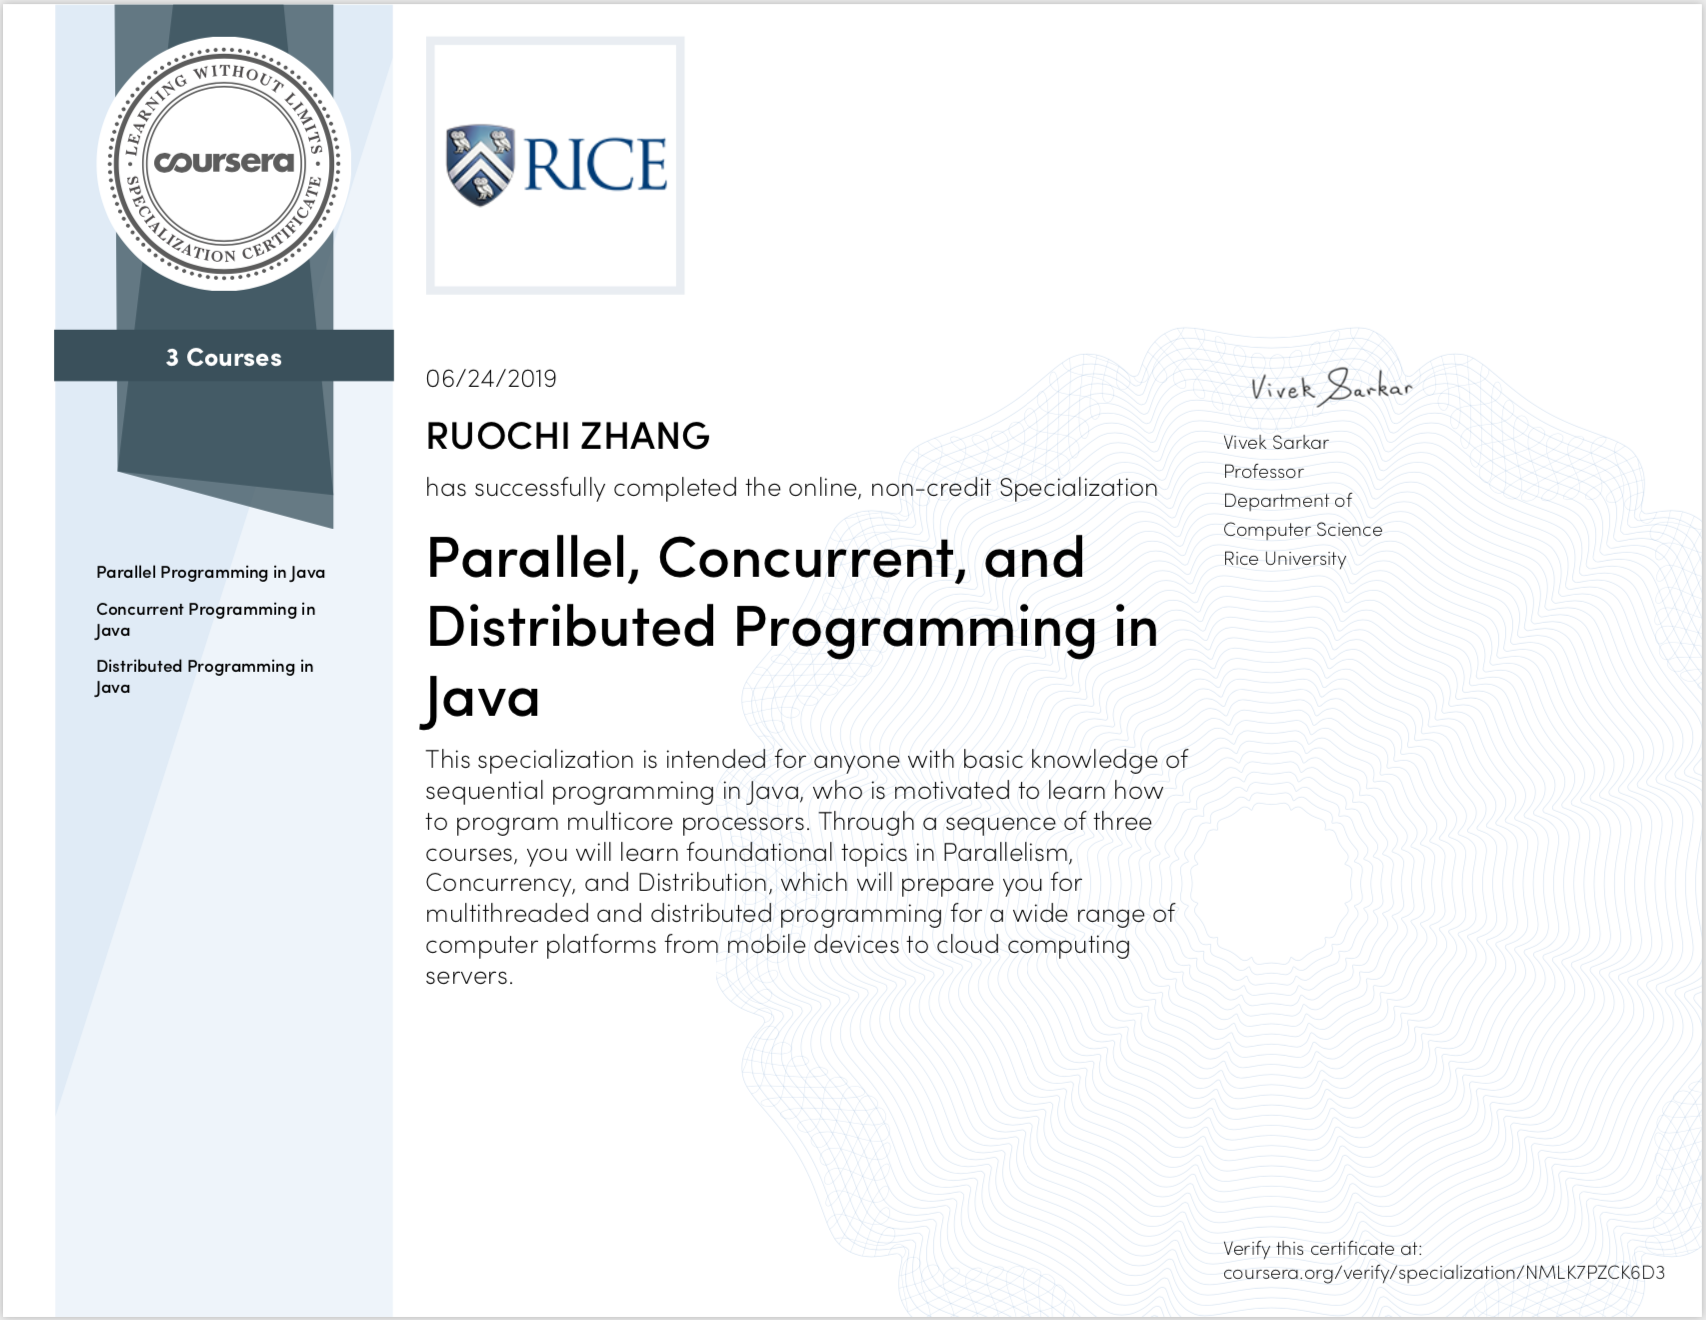 LEARNING WITHOUT LIMITS
coursera
SPECIALIZATION CERTIFICATE
3 Courses
Parallel Programming in Java
Concurrent Programming in
Java
Distributed Programming in
Java
RICE
06/24/2019
RUOCHI ZHANG
has successfully completed the online, non-credit Specialization
Parallel, Concurrent, and
Distributed Programming in
Java
This specialization is intended for anyone with basic knowledge of
sequential programming in Java, who is motivated to learn how
to program multicore processors. Through a sequence of three
courses, you will learn foundational topics in Parallelism,
Concurrency, and Distribution, which will prepare you for
multithreaded and distributed programming for a wide range of
computer platforms from mobile devices to cloud computing
servers.
Vivek Sarkar
Vivek Sarkar
Professor
Department of
Computer Science
Rice University
Verify this certificate at:
coursera.org/verify/specialization/NMLK7PZCK6D3